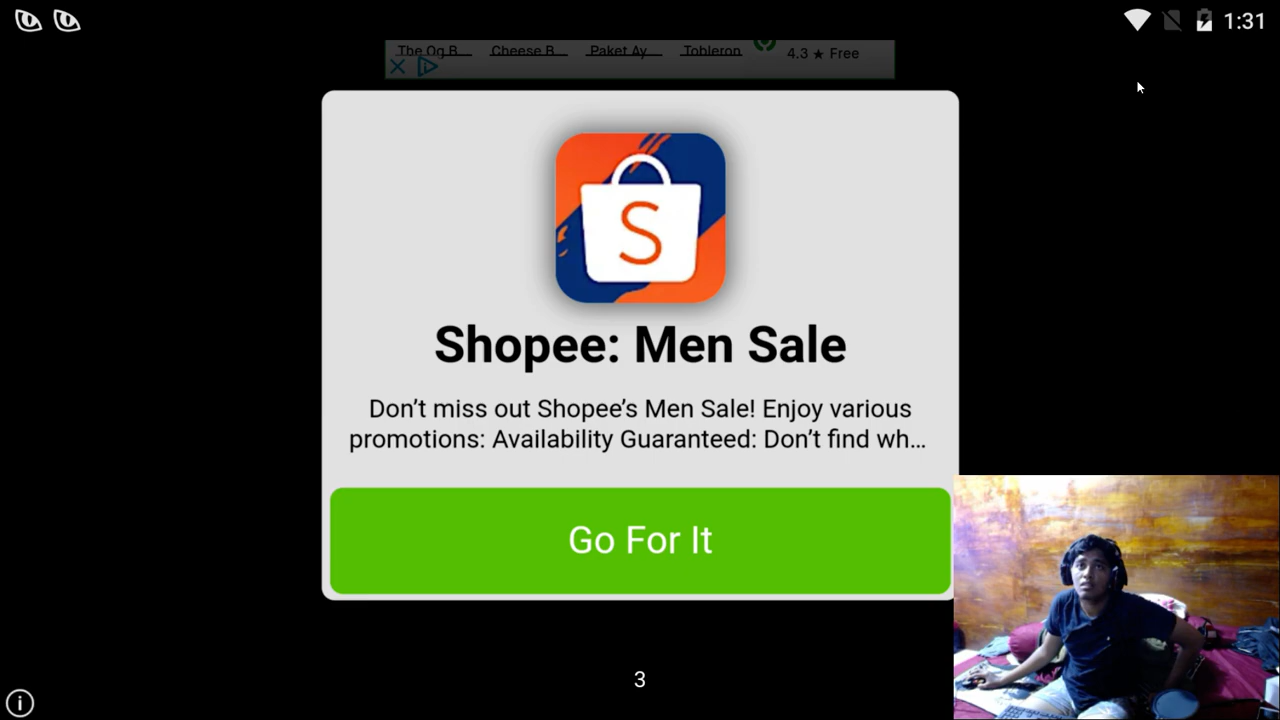 1:31
The Og B...
Cheese B...
Paket Ay...
Tobleron...
4.3 ★ Free
S
Shopee: Men Sale
Don’t miss out Shopee’s Men Sale! Enjoy various
promotions: Availability Guaranteed: Don’t find wh...
Go For It
3